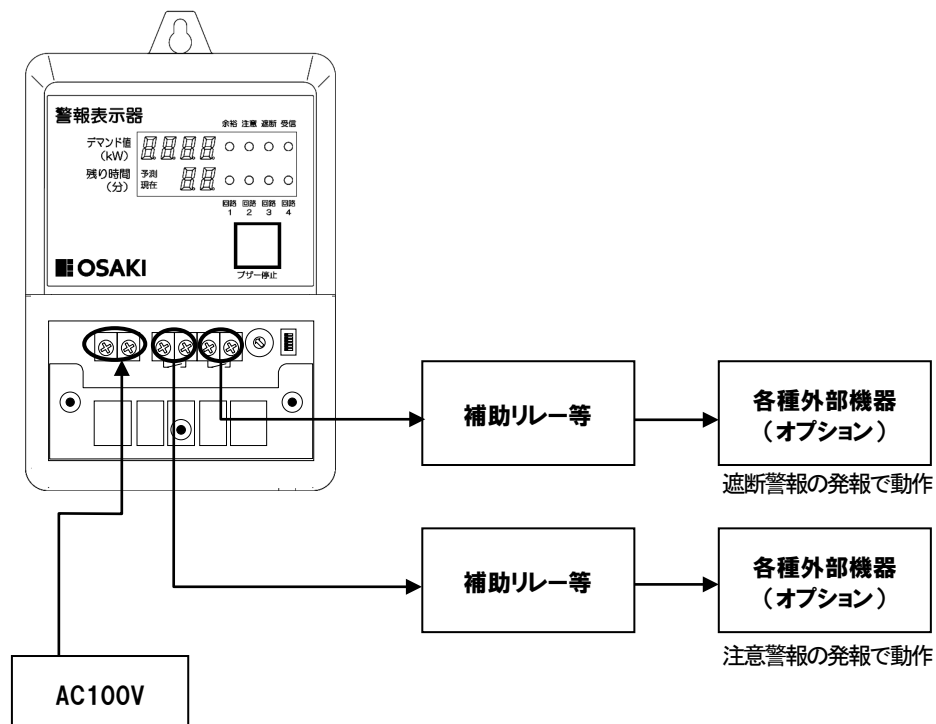 警報表示器
余裕 注意 遮断 受信
デマンド値
(kW)
残り時間
(分)
予測
現在
回路 回路 回路 回路
1 2 3 4
OSAKI
ブザー停止
補助リレー等
各種外部機器
(オプション)
遮断警報の発報で動作
補助リレー等
各種外部機器
(オプション)
注意警報の発報で動作
AC100V